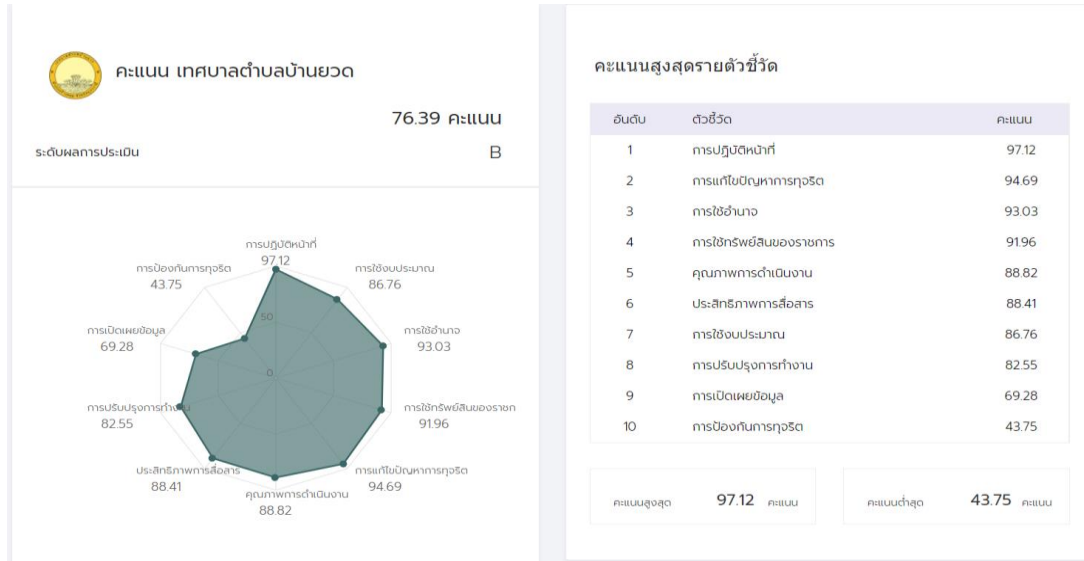 คะแนน เทศบาลตำบลบ้านยวด
76.39 คะแนน
ระดับผลการประเมิน B
การปฏิบัติหน้าที่
97.12
การใช้งบประมาณ
86.76
การใช้อำนาจ
93.03
การใช้ทรัพย์สินของราชก
91.96
การแก้ไขปัญหาการทุจริต
94.69
คุณภาพการดำเนินงาน
88.82
ประสิทธิภาพการสื่อสาร
88.41
การปรับปรุงการทำงาน
82.55
การเปิดเผยข้อมูล
69.28
การป้องกันการทุจริต
43.75
50
0
คะแนนสูงสุดรายตัวชี้วัด
อันดับ ตัวชี้วัด คะแนน
1 การปฏิบัติหน้าที่ 97.12
2 การแก้ไขปัญหาการทุจริต 94.69
3 การใช้อำนาจ 93.03
4 การใช้ทรัพย์สินของราชการ 91.96
5 คุณภาพการดำเนินงาน 88.82
6 ประสิทธิภาพการสื่อสาร 88.41
7 การใช้งบประมาณ 86.76
8 การปรับปรุงการทำงาน 82.55
9 การเปิดเผยข้อมูล 69.28
10 การป้องกันการทุจริต 43.75
คะแนนสูงสุด 97.12 คะแนน
คะแนนต่ำสุด 43.75 คะแนน